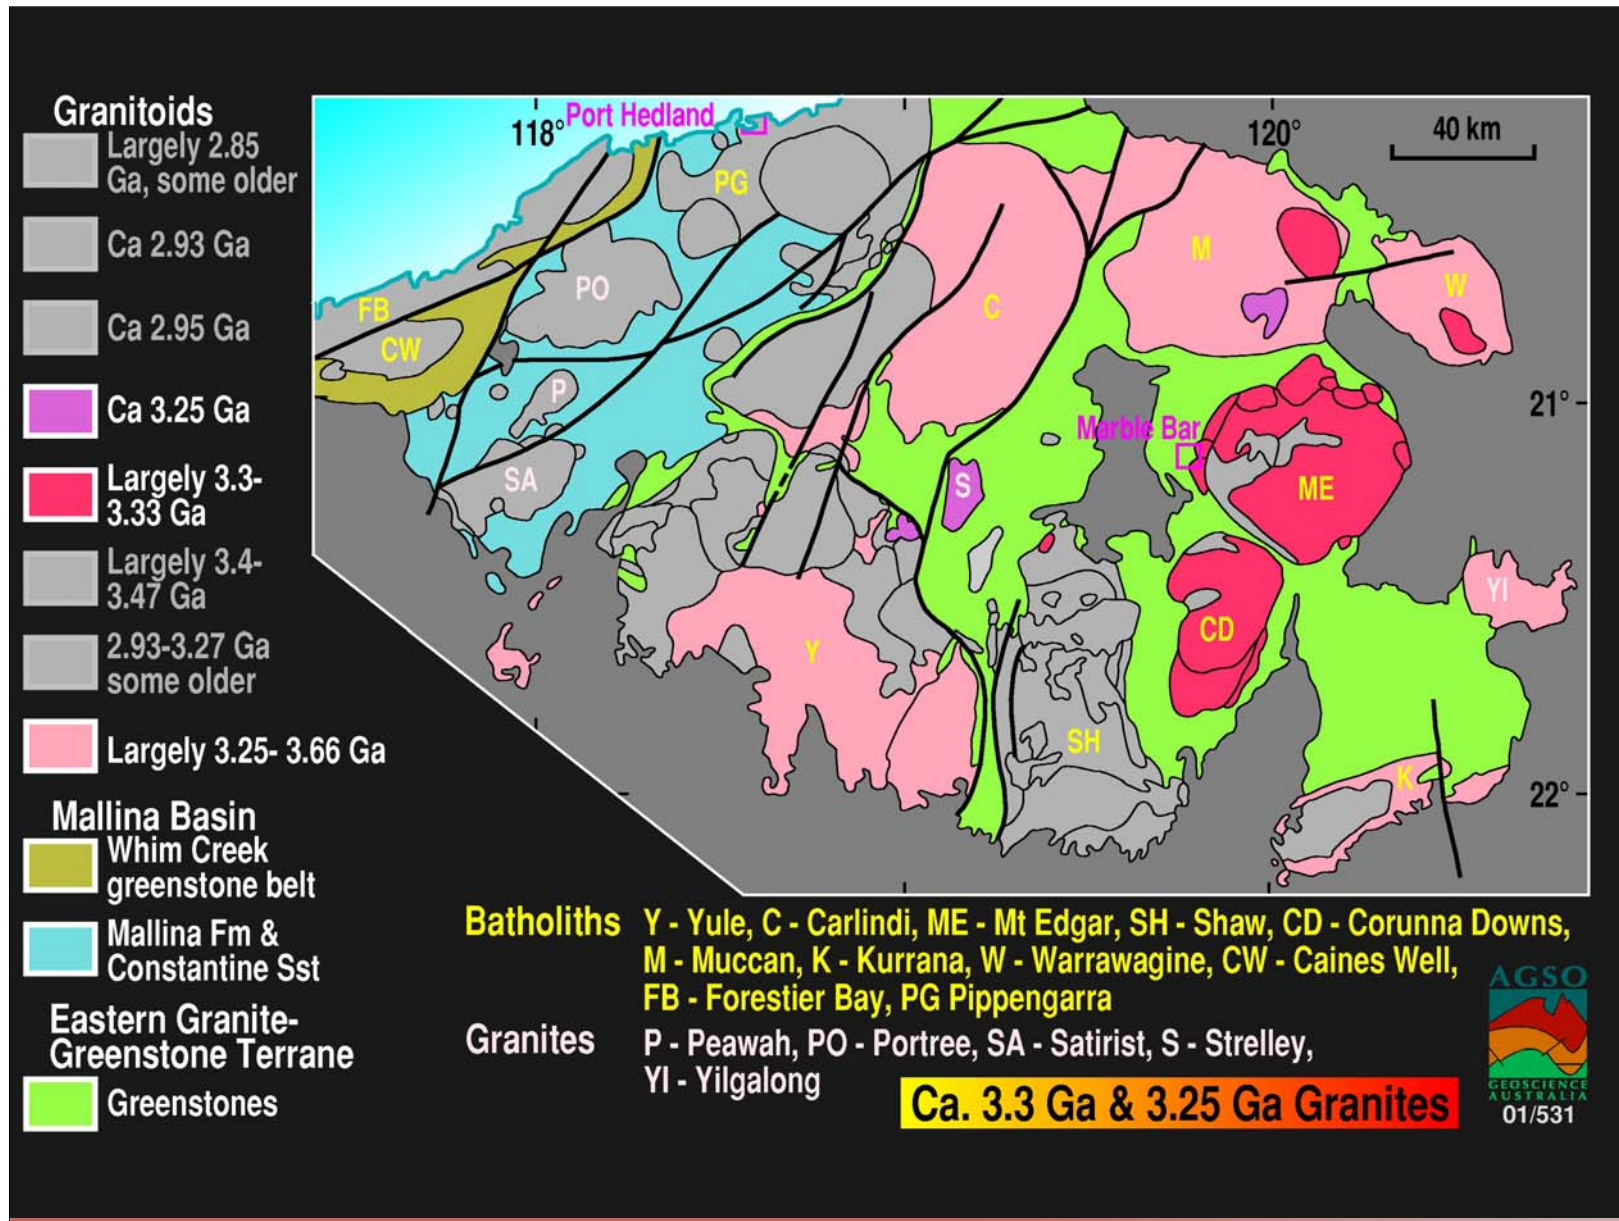 Granitoids
Largely 2.85
Ga, some older
Ca 2.93 Ga
Ca 2.95 Ga
Ca 3.25 Ga
Largely 3.3-
3.33 Ga
Largely 3.4-
3.47 Ga
2.93-3.27 Ga
some older
Largely 3.25- 3.66 Ga
Mallina Basin
Whim Creek
greenstone belt
Mallina Fm &
Constantine Sst
Eastern Granite-
Greenstone Terrane
Greenstones
Port Hedland
118°
120°
40 km
PG
M
PO
W
FB
C
CW
21°
P
Marble Bar
SA
S
ME
YI
CD
Y
SH
K
22°
Batholiths
Y - Yule, C - Carlindi, ME - Mt Edgar, SH - Shaw, CD - Corunna Downs,
M - Muccan, K - Kurrana, W - Warrawagine, CW - Caines Well,
FB - Forestier Bay, PG Pippengarra
Granites
P - Peawah, PO - Portree, SA - Satirist, S - Strelley,
YI - Yilgalong
Ca. 3.3 Ga & 3.25 Ga Granites
AGSO
GEOSCIENCE
AUSTRALIA
01/531